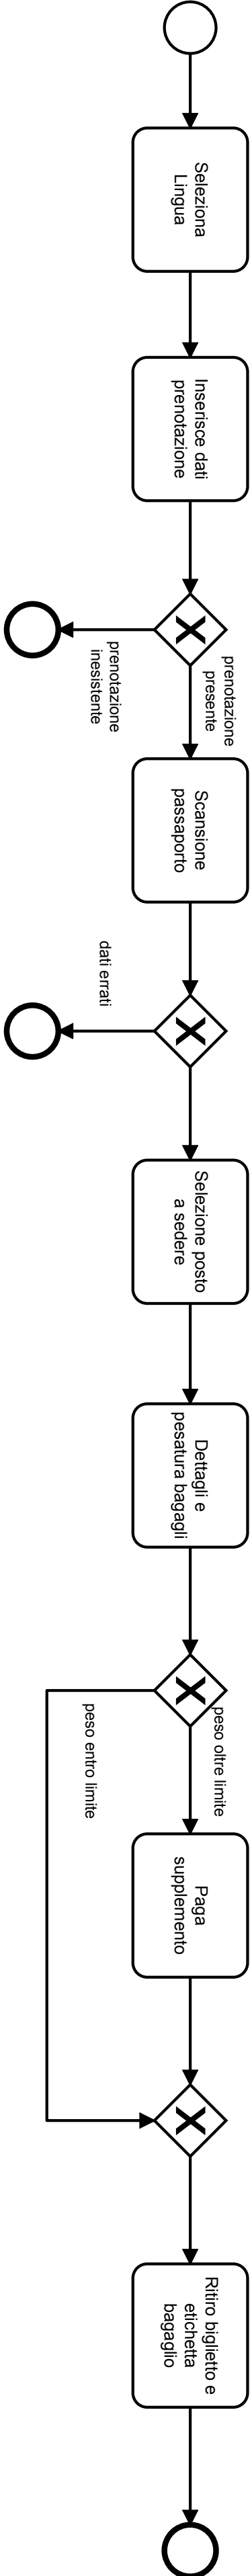 Seleziona
Lingua
Inserisce dati
prenotazione
prenotazione
presente
prenotazione
inesistente
Scansione
passaporto
dati errati
Selezione posto
a sedere
Dettagli e
pesatura bagagli
peso oltre limite
peso entro limite
Paga
supplemento
Ritiro biglietto e
etichetta
bagaglio